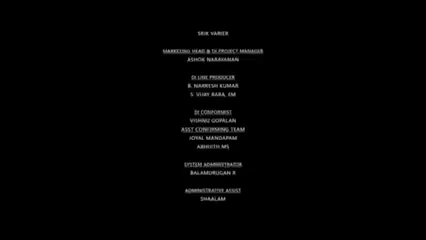 SRIK VARIER
MARKETING HEAD & DI PROJECT MANAGER
ASHOK NARAYANAN
DI LINE PRODUCER
B. NARRESH KUMAR
S. VIJAY BABA, EM
DI CONFORMIST
VISHNU GOPALAN
ASST CONFORMING TEAM
JOYAL MANDAPAM
ABHIJITH MS
SYSTEM ADMINISTRATOR
BALAMURUGAN R
ADMINISTRATIVE ASSIST
SHAALAM